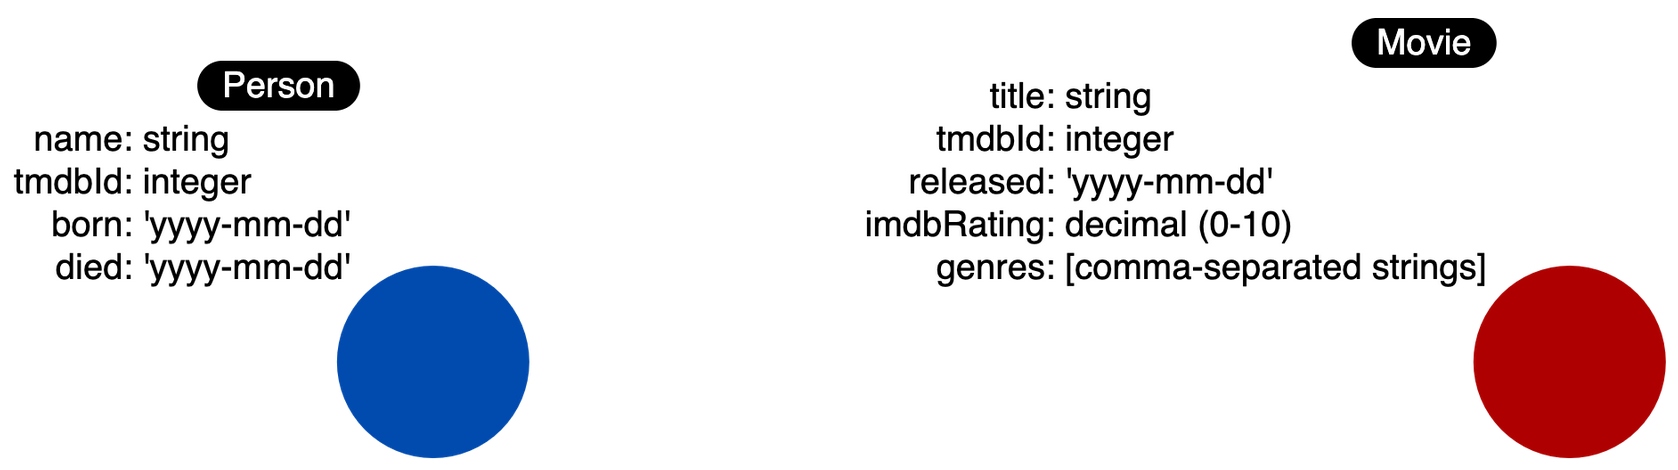 Person
name: string
tmdbId: integer
born: 'yyyy-mm-dd'
died: 'yyyy-mm-dd'
Movie
title: string
tmdbId: integer
released: 'yyyy-mm-dd'
imdbRating: decimal (0-10)
genres: [comma-separated strings]